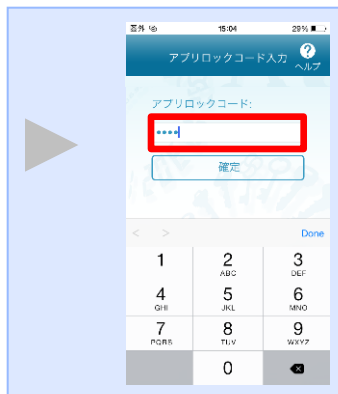 圏外 15:04 29%
アプリロックコード入力 ?
ヘルプ
アプリロックコード:
••••
確定
< > Done
1 2 3
ABC DEF
4 5 6
GHI JKL MNO
7 8 9
PQRS TUV WXYZ
0